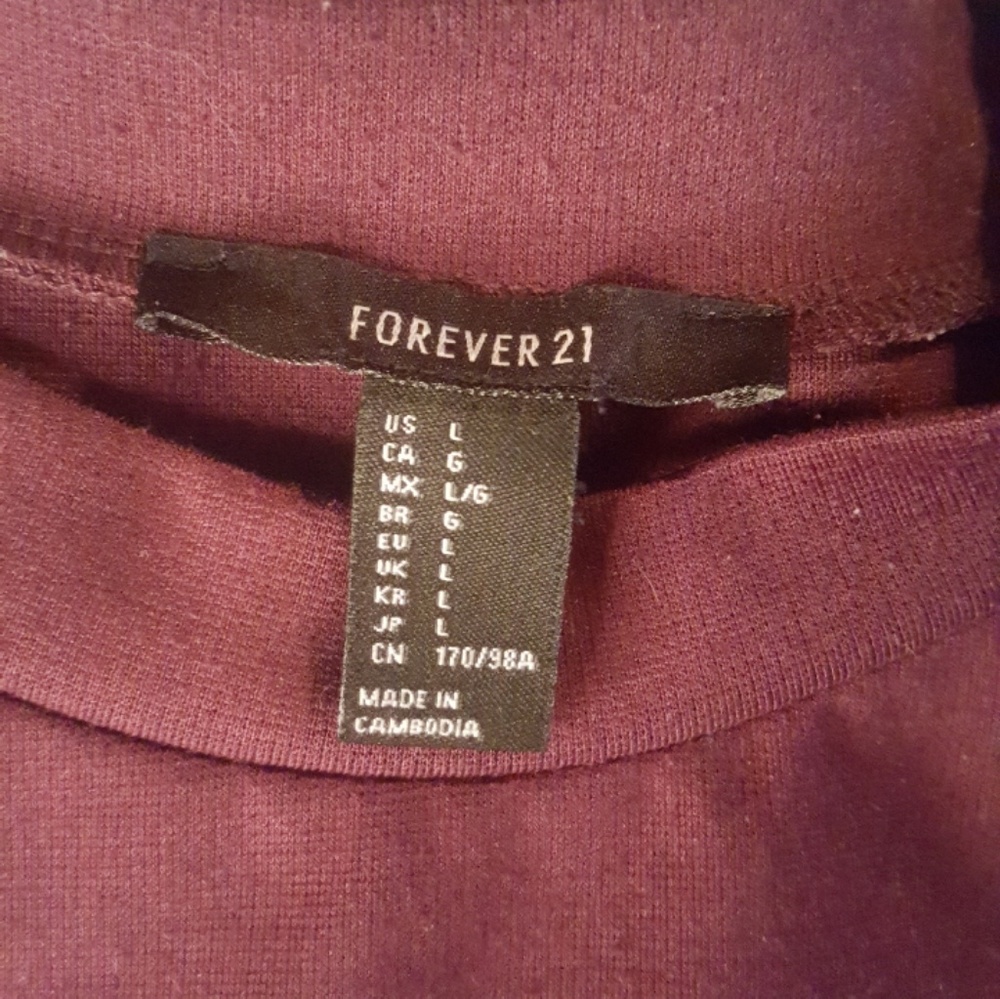 FOREVER 21
US L
CA G
MX L/G
BR G
EU L
UK L
KR L
JP L
CN 170/98A
MADE IN
CAMBODIA